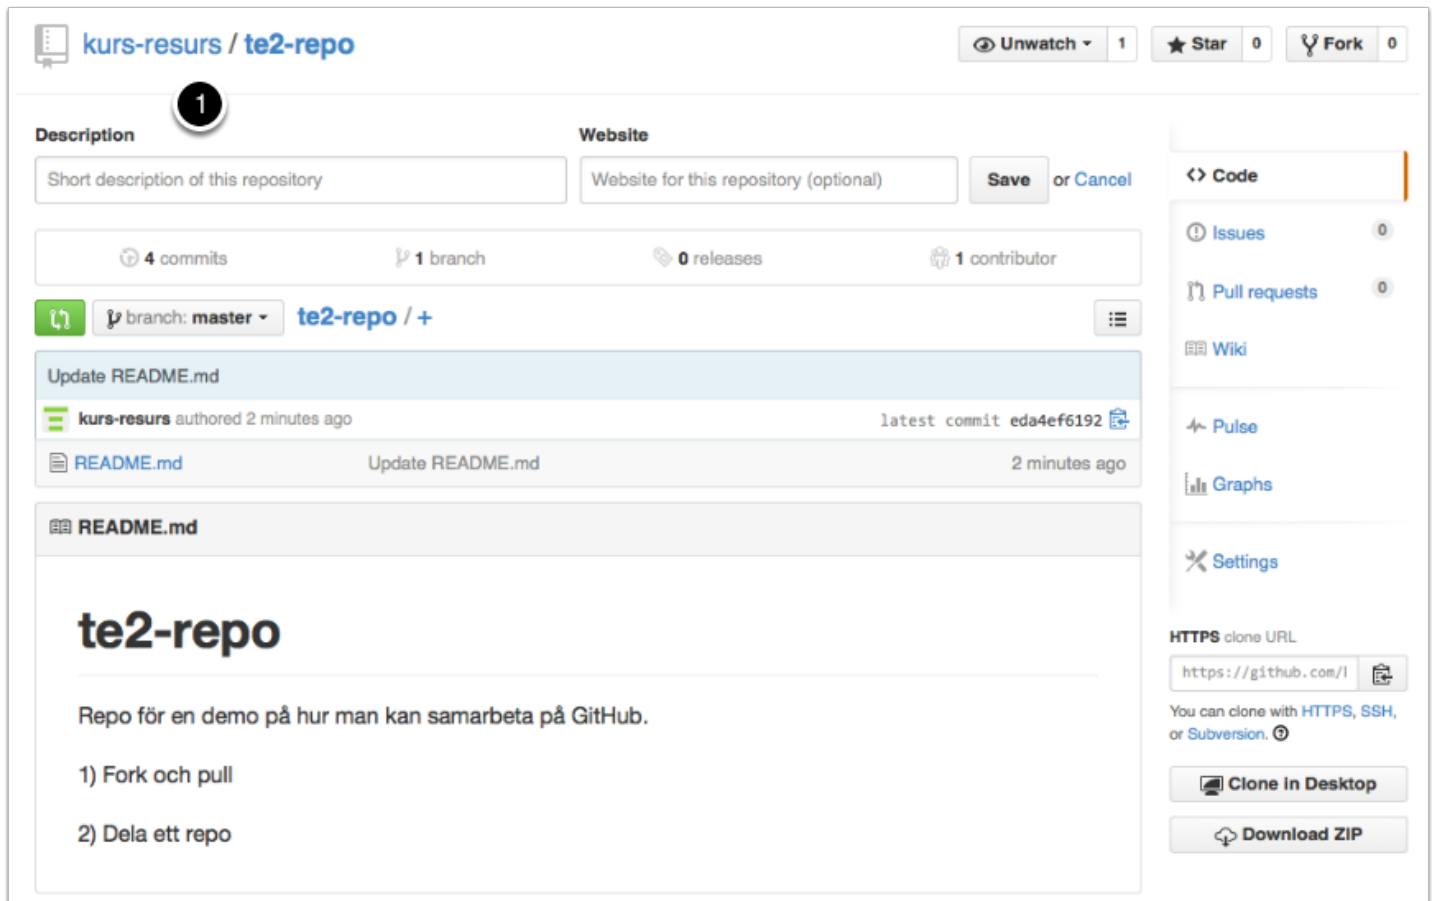 kurs-resurs / te2-repo
Unwatch 1 Star 0 Fork 0
1
Description Website
Short description of this repository Website for this repository (optional) Save or Cancel
4 commits 1 branch 0 releases 1 contributor
branch: master te2-repo / +
Update README.md
kurs-resurs authored 2 minutes ago latest commit eda4ef6192
README.md Update README.md 2 minutes ago
README.md
te2-repo
Repo för en demo på hur man kan samarbeta på GitHub.
1) Fork och pull
2) Dela ett repo
Code
Issues 0
Pull requests 0
Wiki
Pulse
Graphs
Settings
HTTPS clone URL
https://github.com/
You can clone with HTTPS, SSH,
or Subversion.
Clone in Desktop
Download ZIP